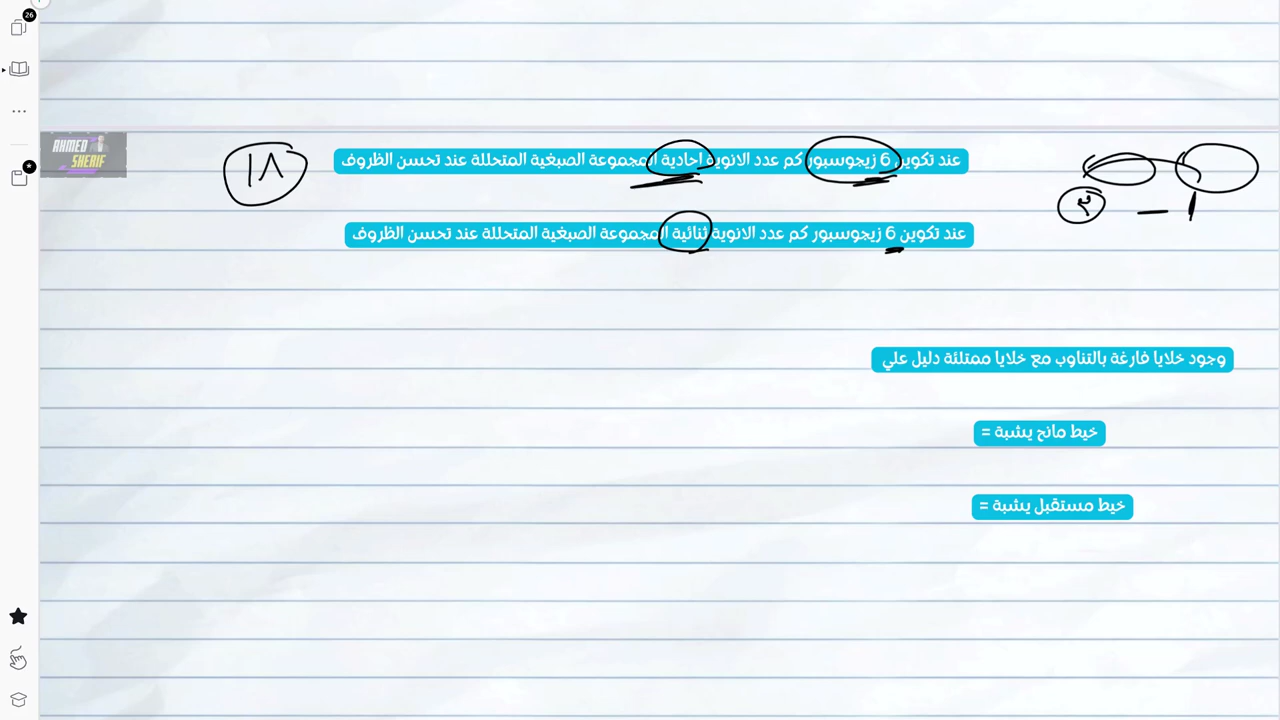 26
AHMED
SHERIF
عند تكوين 6 زيجوسبور كم عدد الانوية احادية المجموعة الصبغية المتحللة عند تحسن الظروف
١٨
٣ – ١
عند تكوين 6 زيجوسبور كم عدد الانوية ثنائية المجموعة الصبغية المتحللة عند تحسن الظروف
وجود خلايا فارغة بالتناوب مع خلايا ممتلئة دليل علي
خيط مانح يشبة =
خيط مستقبل يشبة =